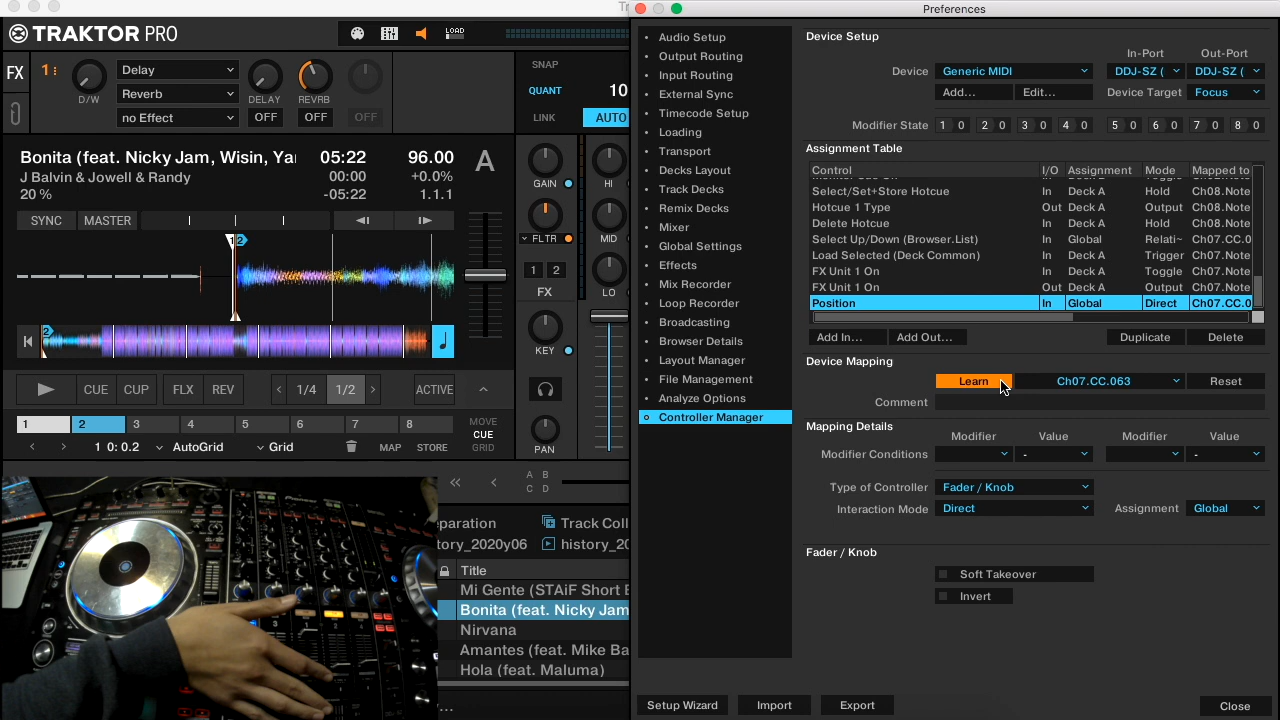 Tr
Preferences
TRAKTOR PRO
LOAD
FX
1
D/W
Delay
Reverb
no Effect
DELAY
REVRB
OFF
OFF
OFF
SNAP
QUANT
10
LINK
AUTO
Bonita (feat. Nicky Jam, Wisin, Ya
05:22
96.00
J Balvin & Jowell & Randy
00:00
+0.0%
20 %
-05:22
1.1.1
A
SYNC
MASTER
2
2
GAIN
HI
FLTR
MID
1
2
FX
LO
KEY
PAN
CUE
CUP
FLX
REV
1/4
1/2
ACTIVE
1
2
3
4
5
6
7
8
MOVE
CUE
GRID
1 0: 0.2
AutoGrid
Grid
MAP
STORE
A B
C D
paration
Track Coll
tory_2020y06
history_20
Title
Mi Gente (STAiF Short E
Bonita (feat. Nicky Jam
Nirvana
Amantes (feat. Mike Ba
Hola (feat. Maluma)
Audio Setup
Output Routing
Input Routing
External Sync
Timecode Setup
Loading
Transport
Decks Layout
Track Decks
Remix Decks
Mixer
Global Settings
Effects
Mix Recorder
Loop Recorder
Broadcasting
Browser Details
Layout Manager
File Management
Analyze Options
Controller Manager
Device Setup
In-Port
Out-Port
Device
Generic MIDI
DDJ-SZ (
DDJ-SZ (
Add...
Edit...
Device Target
Focus
Modifier State
1 0
2 0
3 0
4 0
5 0
6 0
7 0
8 0
Assignment Table
Control I/O Assignment Mode Mapped to
Select/Set+Store Hotcue In Deck A Hold Ch08.Note
Hotcue 1 Type Out Deck A Output Ch08.Note
Delete Hotcue In Deck A Hold Ch08.Note
Select Up/Down (Browser.List) In Global Relati~ Ch07.CC.0
Load Selected (Deck Common) In Deck A Trigger Ch07.Note
FX Unit 1 On In Deck A Toggle Ch07.Note
FX Unit 1 On Out Deck A Output Ch07.Note
Position In Global Direct Ch07.CC.0
Add In...
Add Out...
Duplicate
Delete
Device Mapping
Learn
Ch07.CC.063
Reset
Comment
Mapping Details
Modifier
Value
Modifier
Value
Modifier Conditions
-
-
Type of Controller
Fader / Knob
Interaction Mode
Direct
Assignment
Global
Fader / Knob
Soft Takeover
Invert
Setup Wizard
Import
Export
Close